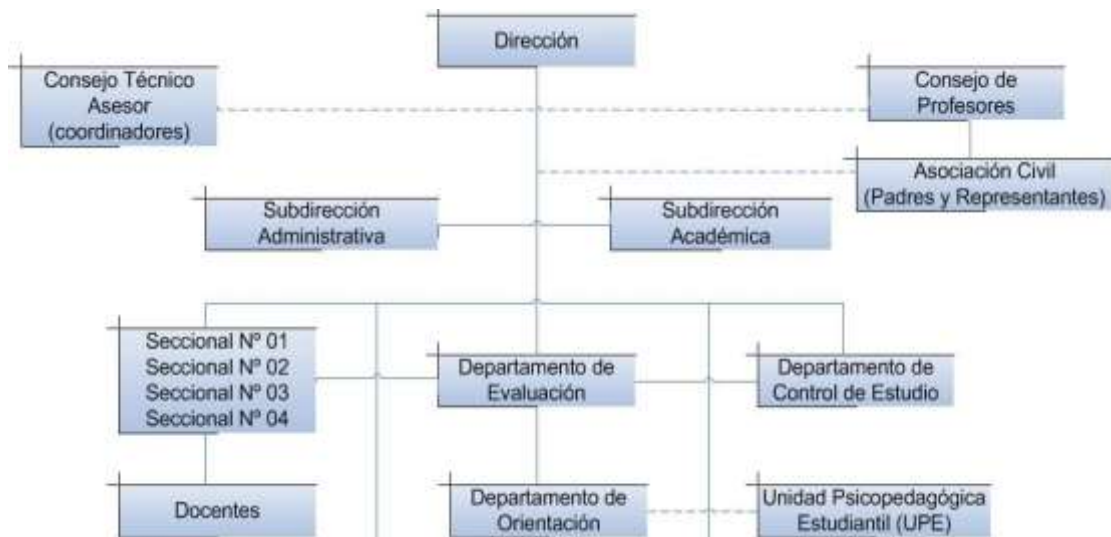 Dirección
Consejo Técnico
Asesor
(coordinadores)
Consejo de
Profesores
Asociación Civil
(Padres y Representantes)
Subdirección
Administrativa
Subdirección
Académica
Seccional Nº 01
Seccional Nº 02
Seccional Nº 03
Seccional Nº 04
Departamento de
Evaluación
Departamento de
Control de Estudio
Docentes
Departamento de
Orientación
Unidad Psicopedagógica
Estudiantil (UPE)